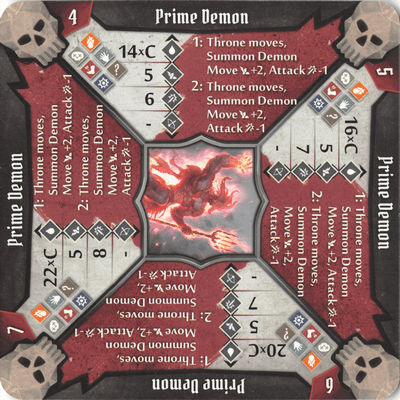 4
Prime Demon
14xC
5
6
-
1: Throne moves,
Summon Demon
Move +2, Attack -1
2: Throne moves,
Summon Demon
Move +2,
Attack -1
5
Prime Demon
16xC
5
7
-
1: Throne moves,
Summon Demon
Move +2, Attack -1
2: Throne moves,
Summon Demon
Move +2,
Attack -1
6
Prime Demon
20xC
5
7
-
1: Throne moves,
Summon Demon
Move +2, Attack -1
2: Throne moves,
Summon Demon
Move +2,
Attack -1
7
Prime Demon
22xC
5
8
-
1: Throne moves,
Summon Demon
Move +2, Attack -1
2: Throne moves,
Summon Demon
Move +2,
Attack -1